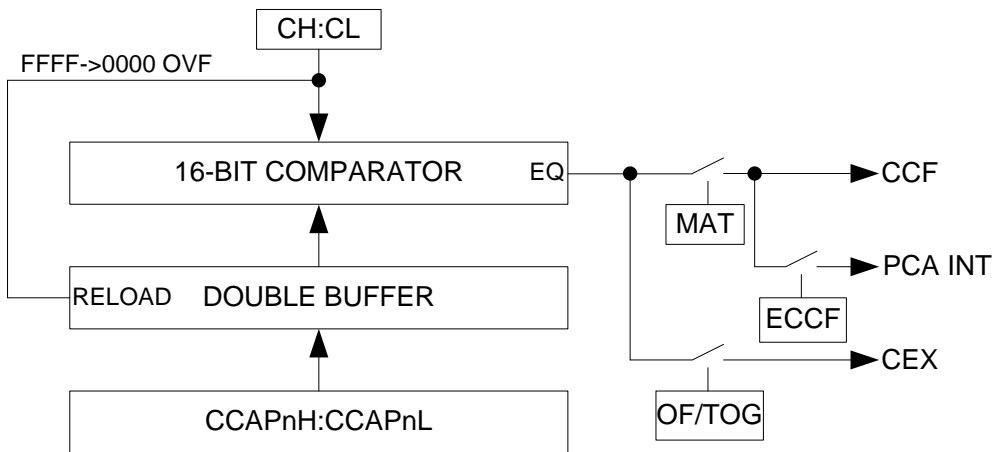 CH:CL
FFFF->0000 OVF
16-BIT COMPARATOR
EQ
CCF
MAT
PCA INT
RELOAD
DOUBLE BUFFER
ECCF
CEX
CCAPnH:CCAPnL
OF/TOG